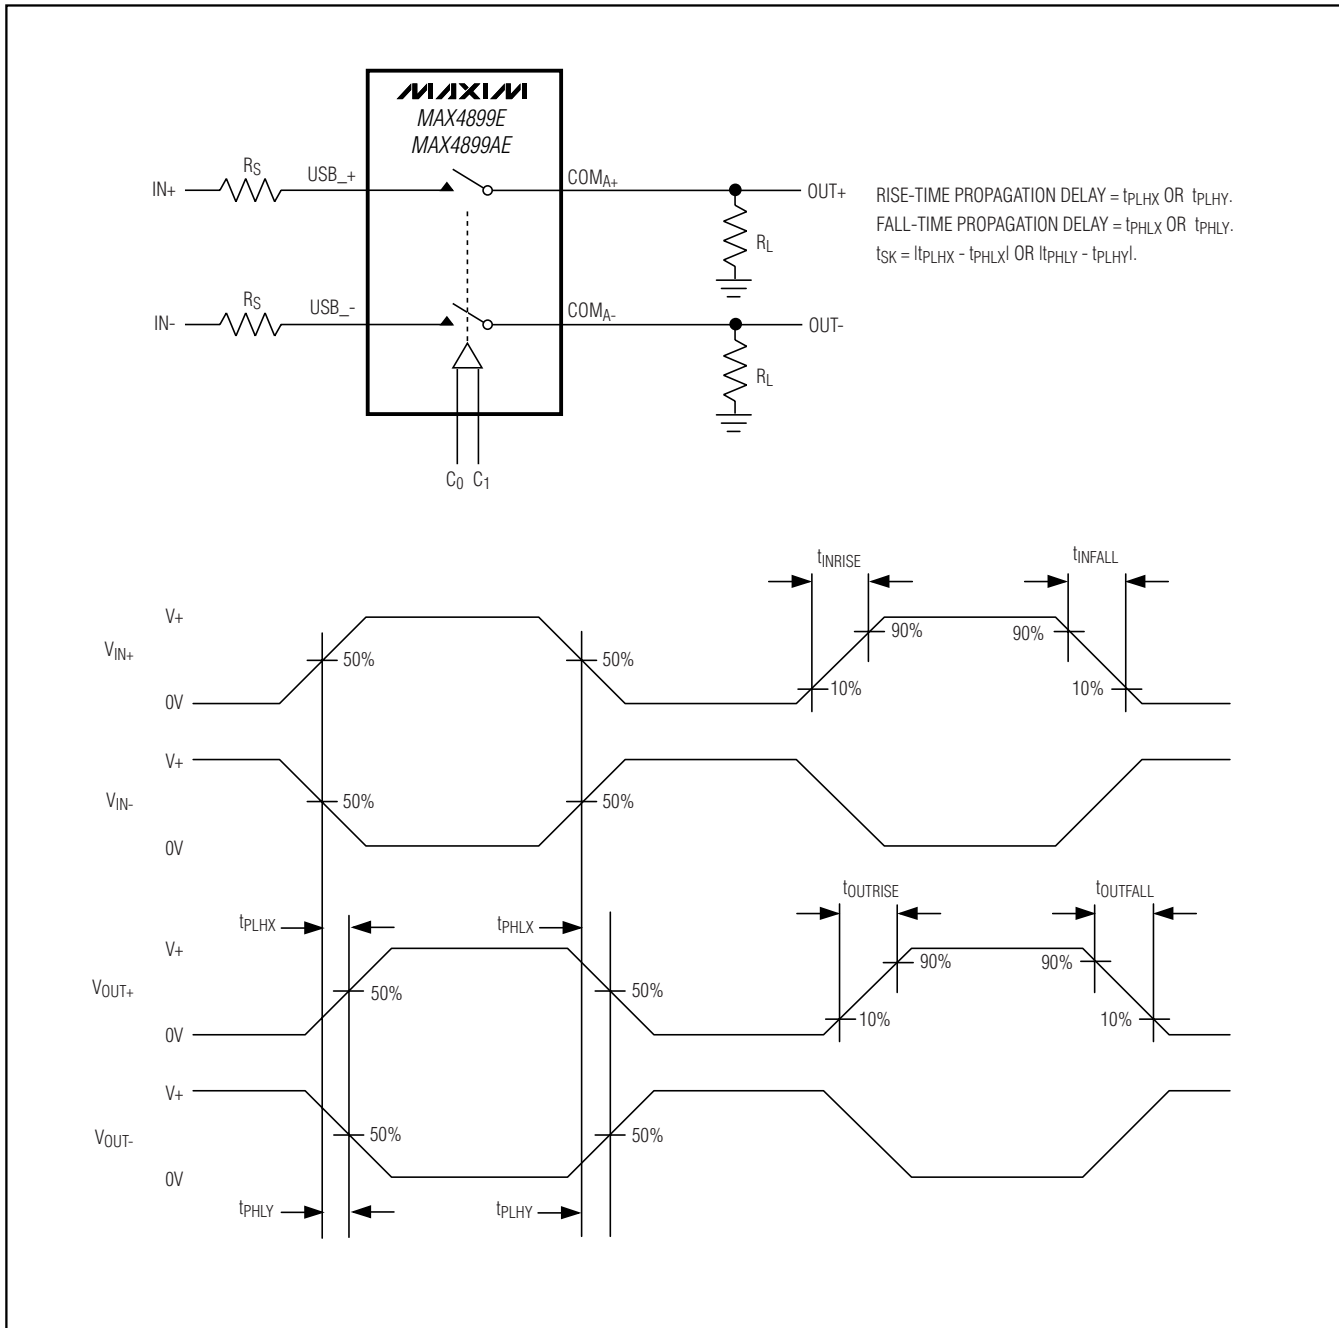 MAXIM
MAX4899E
MAX4899AE
IN+
RS
USB_+
COMA+
OUT+
RL
RISE-TIME PROPAGATION DELAY = tPLHX OR tPLHY.
FALL-TIME PROPAGATION DELAY = tPHLX OR tPHLY.
tSK = |tPLHX - tPHLX| OR |tPHLY - tPLHY|.
IN-
RS
USB_-
COMA-
OUT-
RL
C0 C1
tINRISE
tINFALL
V+
VIN+
0V
50%
50%
90%
10%
90%
10%
V+
VIN-
0V
50%
50%
tPLHX
tPHLX
tOUTRISE
tOUTFALL
V+
VOUT+
0V
50%
50%
90%
10%
90%
10%
V+
VOUT-
0V
50%
50%
tPHLY
tPLHY